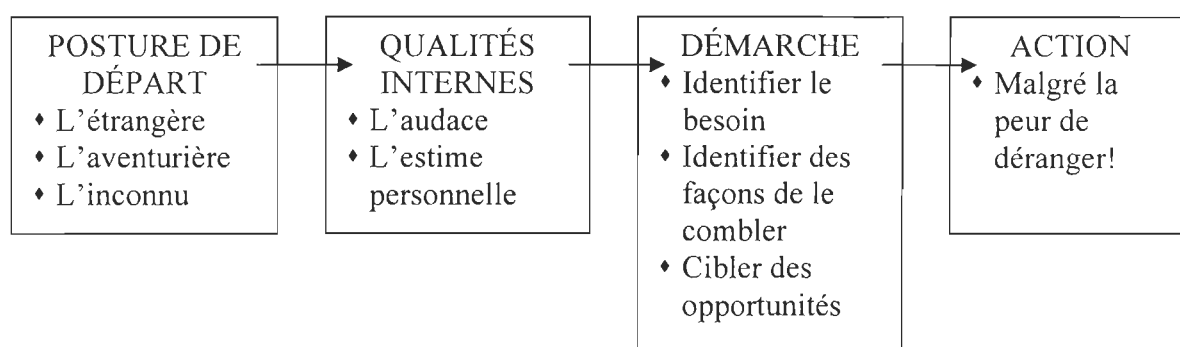 POSTURE DE
DÉPART
♦ L'étrangère
♦ L'aventurière
♦ L'inconnu
QUALITÉS
INTERNES
♦ L'audace
♦ L'estime
personnelle
DÉMARCHE
♦ Identifier le
besoin
♦ Identifier des
façons de le
combler
♦ Cibler des
opportunités
ACTION
♦ Malgré la
peur de
déranger!